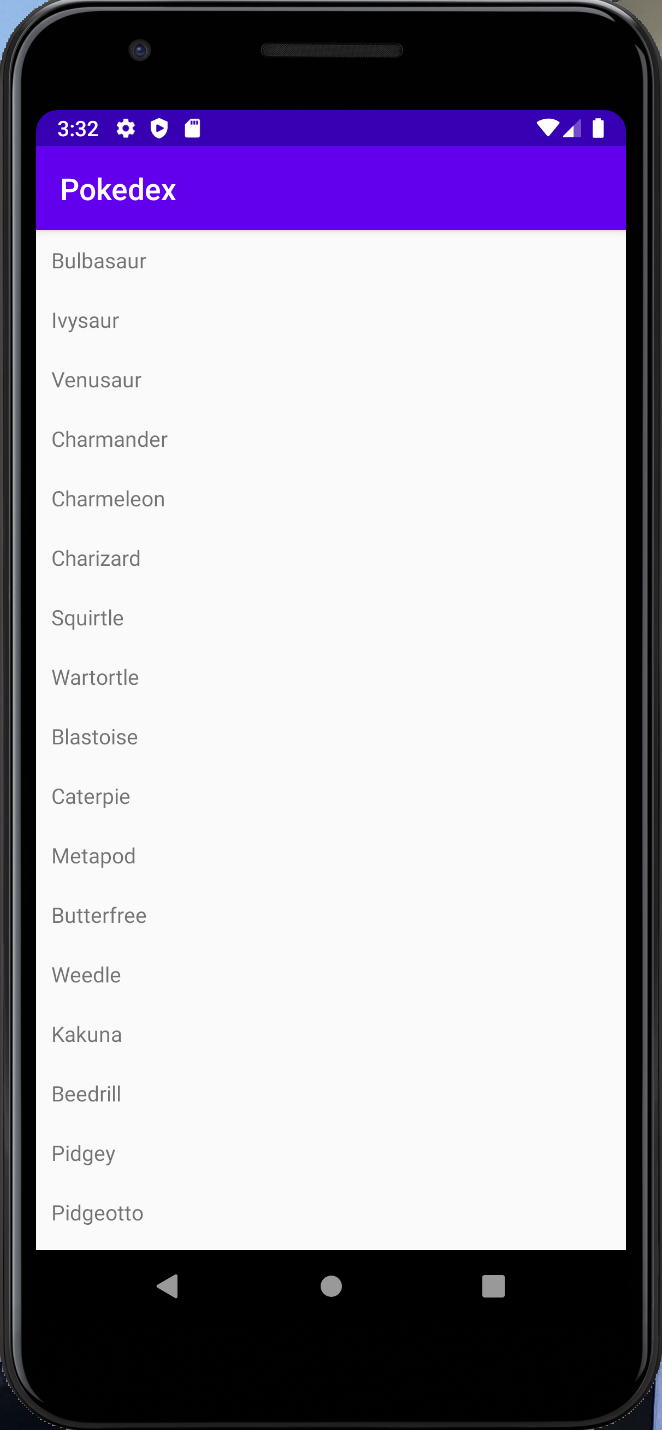 3:32
Pokedex
Bulbasaur
Ivysaur
Venusaur
Charmander
Charmeleon
Charizard
Squirtle
Wartortle
Blastoise
Caterpie
Metapod
Butterfree
Weedle
Kakuna
Beedrill
Pidgey
Pidgeotto